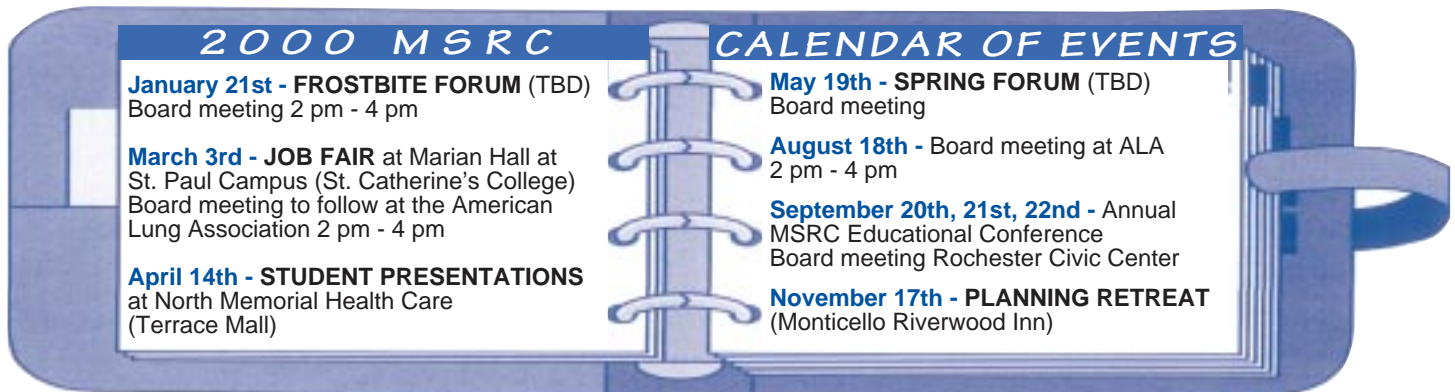 2000 MSRC
January 21st - FROSTBITE FORUM (TBD)
Board meeting 2 pm - 4 pm
March 3rd - JOB FAIR at Marian Hall at
St. Paul Campus (St. Catherine's College)
Board meeting to follow at the American
Lung Association 2 pm - 4 pm
April 14th - STUDENT PRESENTATIONS
at North Memorial Health Care
(Terrace Mall)
CALENDAR OF EVENTS
May 19th - SPRING FORUM (TBD)
Board meeting
August 18th - Board meeting at ALA
2 pm - 4 pm
September 20th, 21st, 22nd - Annual
MSRC Educational Conference
Board meeting Rochester Civic Center
November 17th - PLANNING RETREAT
(Monticello Riverwood Inn)